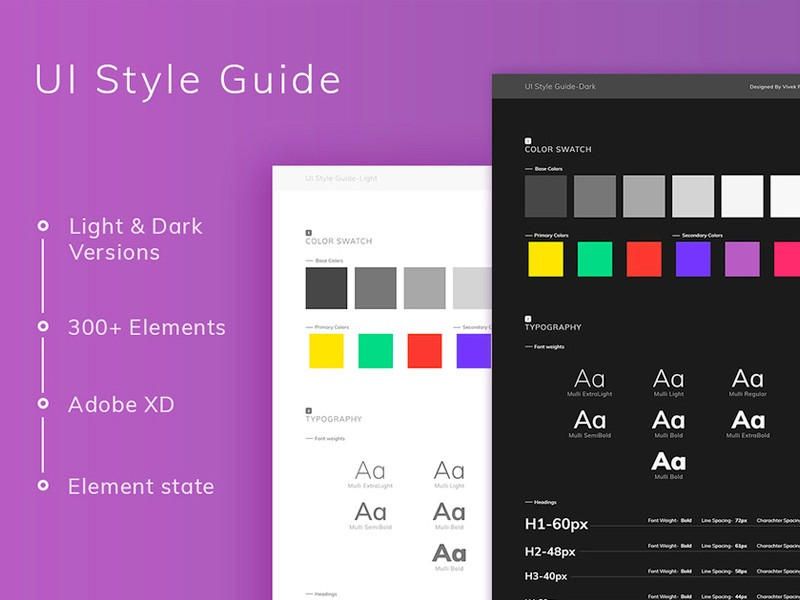 UI Style Guide
Light & Dark
Versions
300+ Elements
Adobe XD
Element state
UI Style Guide-Light
1
COLOR SWATCH
Base Colors
Primary Colors
Secondary
2
TYPOGRAPHY
Font weights
Aa
Aa
Mulli ExtraLight
Mulli Light
Aa
Aa
Mulli SemiBold
Mulli Bold
Aa
Mulli Bold
Headings
UI Style Guide-Dark
Designed By Vivek
1
COLOR SWATCH
Base Colors
Primary Colors
Secondary Colors
2
TYPOGRAPHY
Font weights
Aa
Aa
Aa
Mulli ExtraLight
Mulli Light
Mulli Regular
Aa
Aa
Aa
Mulli SemiBold
Mulli Bold
Mulli ExtraBold
Aa
Mulli Bold
Headings
H1-60px
Font Weight- Bold
Line Spacing- 72px
Charachter Spacing
H2-48px
Font Weight- Bold
Line Spacing- 61px
Charachter Spacing
H3-40px
Font Weight- Bold
Line Spacing- 58px
Charachter Spacing
Font Weight- Bold
Line Spacing- 44px
Charachter Spacing